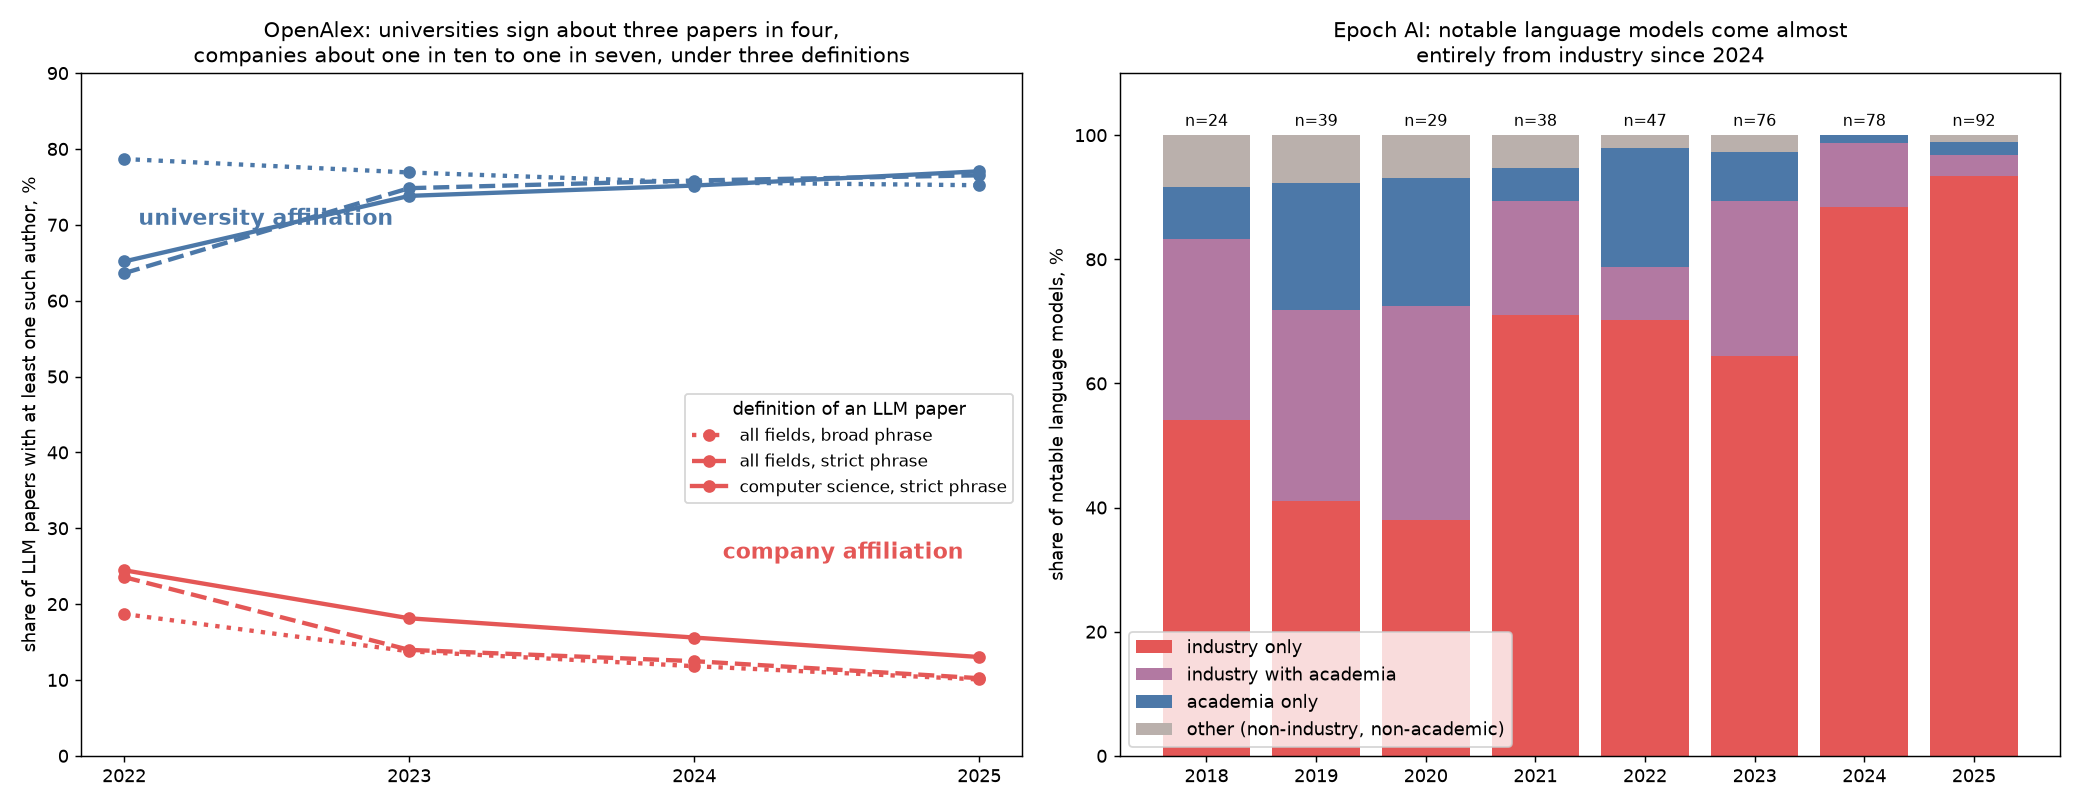 OpenAlex: universities sign about three papers in four,
companies about one in ten to one in seven, under three definitions
share of LLM papers with at least one such author, %
90
80
70
60
50
40
30
20
10
0
university affiliation
definition of an LLM paper
all fields, broad phrase
all fields, strict phrase
computer science, strict phrase
company affiliation
2022 2023 2024 2025
Epoch AI: notable language models come almost
entirely from industry since 2024
share of notable language models, %
100
80
60
40
20
0
n=24 n=39 n=29 n=38 n=47 n=76 n=78 n=92
industry only
industry with academia
academia only
other (non-industry, non-academic)
2018 2019 2020 2021 2022 2023 2024 2025